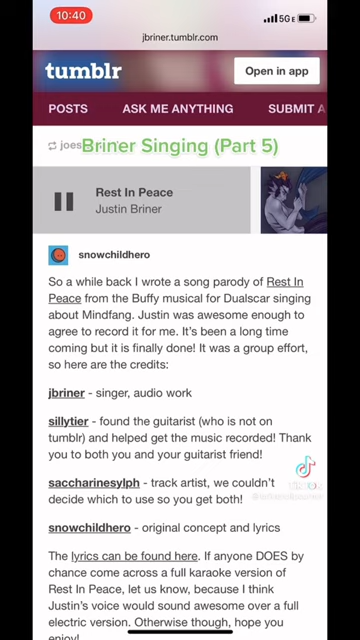 10:40
5G E
jbriner.tumblr.com
tumblr
Open in app
POSTS ASK ME ANYTHING SUBMIT A
joes
Briner Singing (Part 5)
Rest In Peace
Justin Briner
snowchildhero
So a while back I wrote a song parody of Rest In
Peace from the Buffy musical for Dualscar singing
about Mindfang. Justin was awesome enough to
agree to record it for me. It's been a long time
coming but it is finally done! It was a group effort,
so here are the credits:
jbriner - singer, audio work
sillytier - found the guitarist (who is not on
tumblr) and helped get the music recorded! Thank
you to both you and your guitarist friend!
saccharinesylph - track artist, we couldn't
decide which to use so you get both!
snowchildhero - original concept and lyrics
The lyrics can be found here. If anyone DOES by
chance come across a full karaoke version of
Rest In Peace, let us know, because I think
Justin's voice would sound awesome over a full
electric version. Otherwise though, hope you
enjoy!